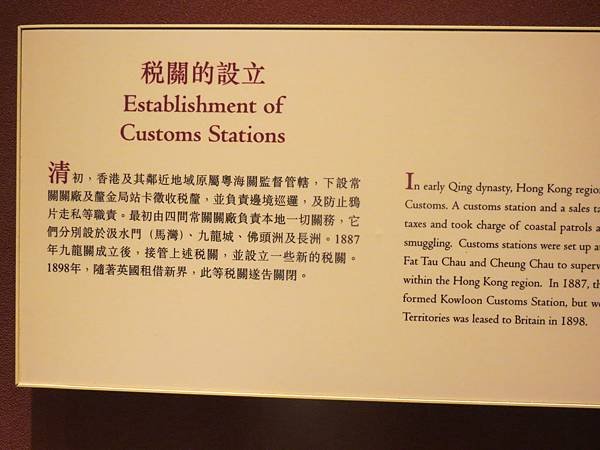 税關的設立
Establishment of
Customs Stations
清初，香港及其鄰近地域原屬粵海關監督管轄，下設常
關關廠及釐金局站卡徵收税釐，並負責邊境巡邏，及防止鴉
片走私等職責。最初由四間常關關廠負責本地一切關務，它
們分別設於汲水門（馬灣）、九龍城、佛頭洲及長洲。1887
年九龍關成立後，接管上述税關，並設立一些新的税關。
1898年，隨著英國租借新界，此等税關遂告關閉。
In early Qing dynasty, Hong Kong region
Customs. A customs station and a sales ta
taxes and took charge of coastal patrols a
smuggling. Customs stations were set up a
Fat Tau Chau and Cheung Chau to superv
within the Hong Kong region. In 1887, th
formed Kowloon Customs Station, but we
Territories was leased to Britain in 1898.